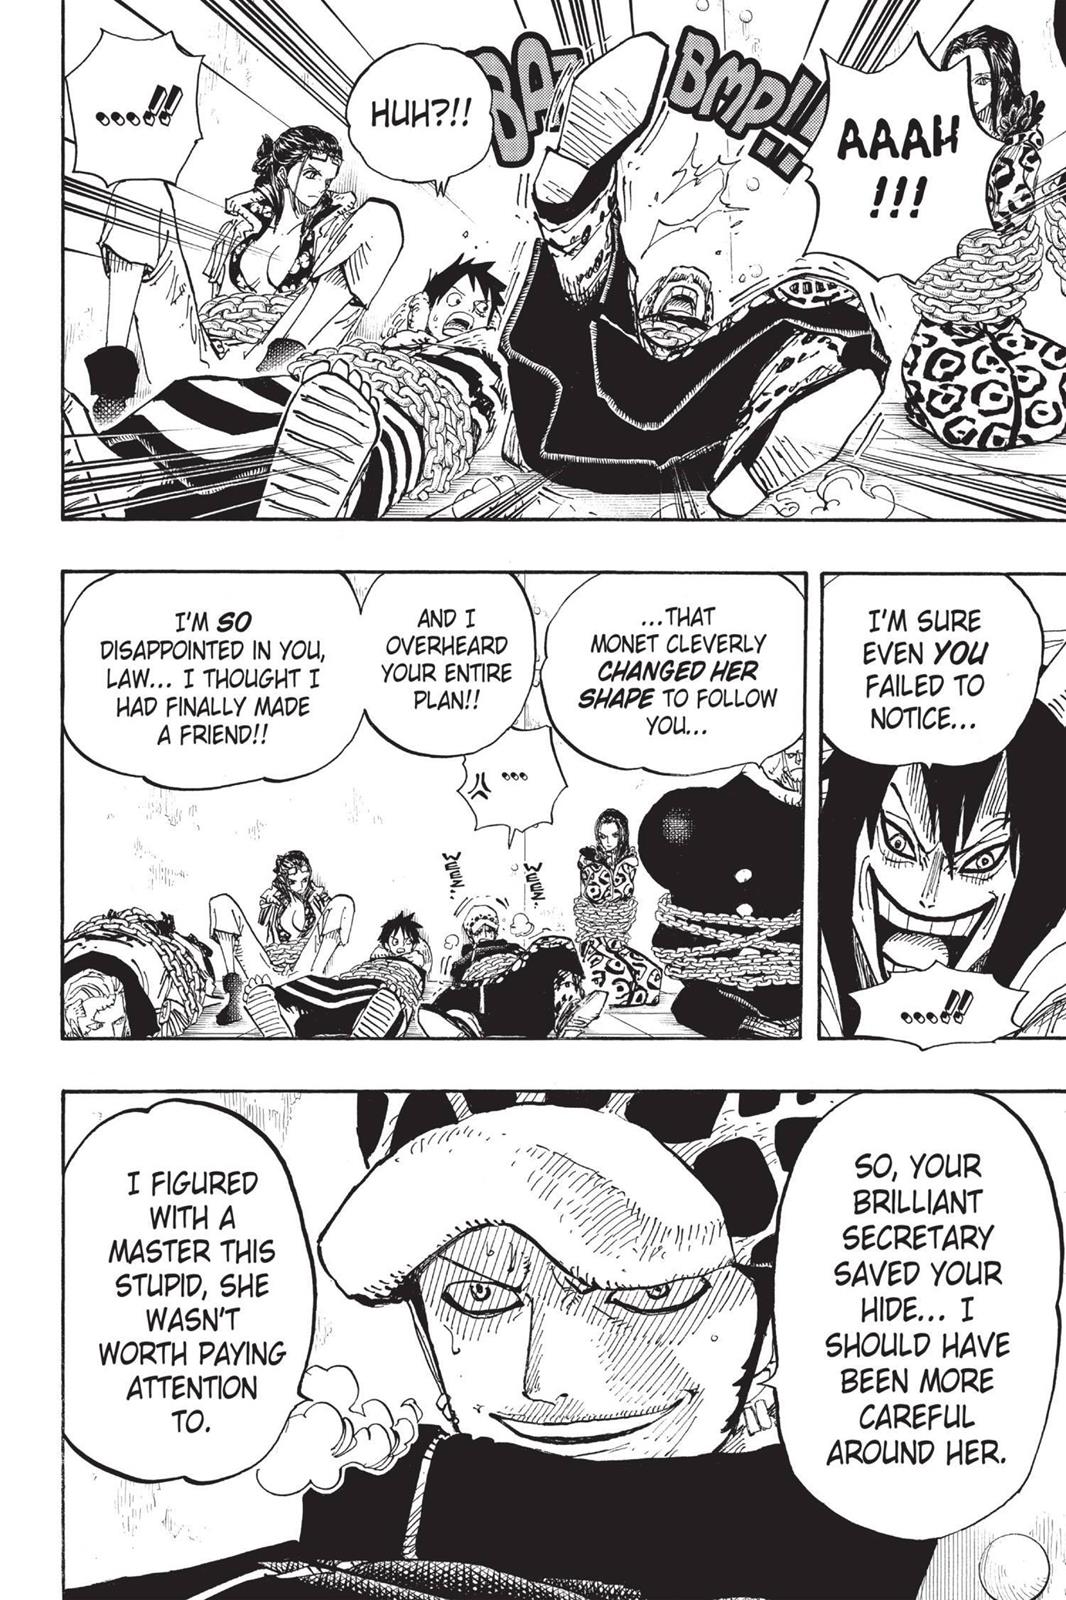 AAAH
!!!
BMP!!
HUH?!!
....!!
I'M SURE
EVEN YOU
FAILED TO
NOTICE...
....!!
...THAT
MONET CLEVERLY
CHANGED HER
SHAPE TO FOLLOW
YOU...
AND I
OVERHEARD
YOUR ENTIRE
PLAN!!
...
I'M SO
DISAPPOINTED IN YOU,
LAW... I THOUGHT I
HAD FINALLY MADE
A FRIEND!!
SO, YOUR
BRILLIANT
SECRETARY
SAVED YOUR
HIDE... I
SHOULD HAVE
BEEN MORE
CAREFUL
AROUND HER.
I FIGURED
WITH A
MASTER THIS
STUPID, SHE
WASN'T
WORTH PAYING
ATTENTION
TO.